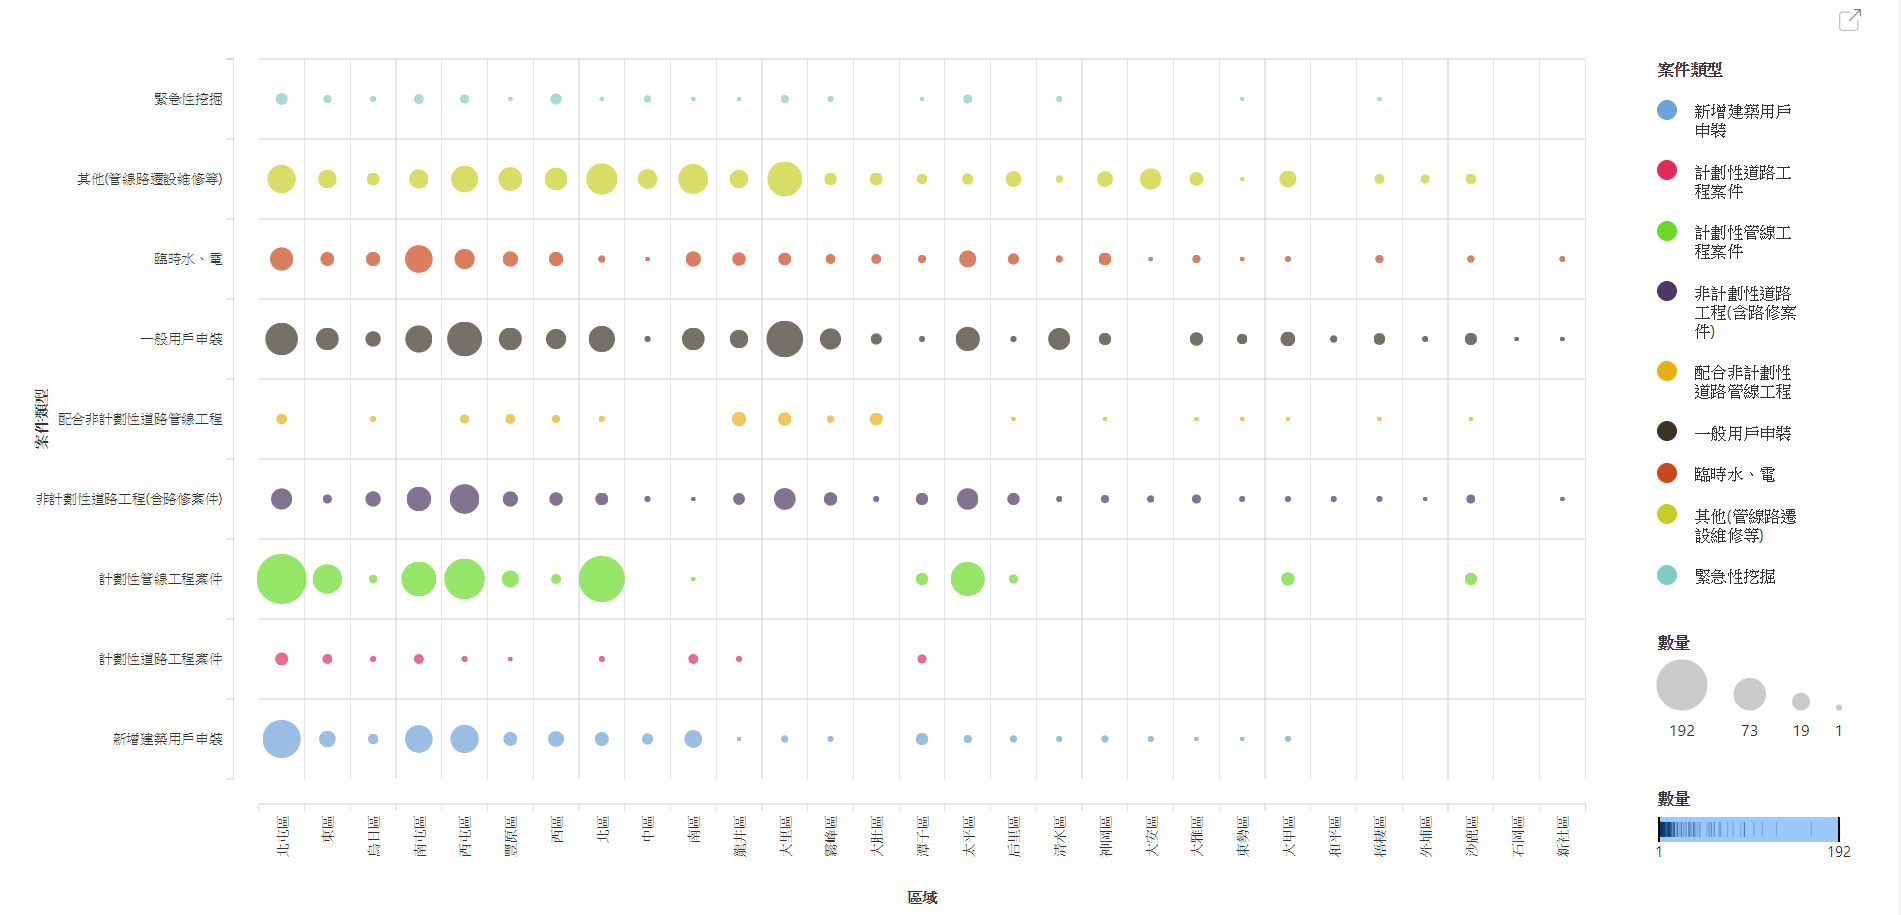 緊急性挖掘
其他(管線路遷設維修等)
臨時水、電
一般用戶申裝
配合非計劃性道路管線工程
非計劃性道路工程(含路修案件)
計劃性管線工程案件
計劃性道路工程案件
新增建築用戶申裝
案件類型
北屯區
東區
烏日區
南屯區
西屯區
豐原區
西區
北區
中區
南區
龍井區
大里區
霧峰區
大肚區
潭子區
太平區
后里區
清水區
神岡區
大安區
大雅區
東勢區
大甲區
和平區
梧棲區
外埔區
沙鹿區
石岡區
新社區
區域
案件類型
新增建築用戶
申裝
計劃性道路工
程案件
計劃性管線工
程案件
非計劃性道路
工程(含路修案
件)
配合非計劃性
道路管線工程
一般用戶申裝
臨時水、電
其他(管線路遷
設維修等)
緊急性挖掘
數量
192 73 19 1
數量
1 192